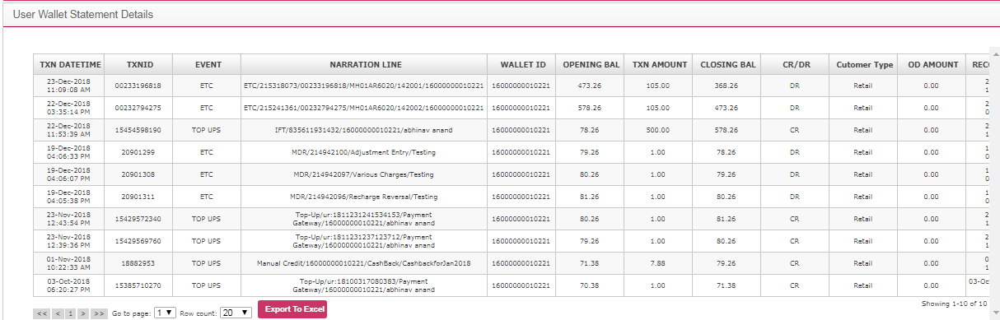 User Wallet Statement Details
TXN DATETIME TXNID EVENT NARRATION LINE WALLET ID OPENING BAL TXN AMOUNT CLOSING BAL CR/DR Cutomer Type OD AMOUNT
23-Dec-2018
11:09:08 AM 00233196818 ETC ETC/215318073/00233196818/MH01AR6020/142001/16000000010221 16000000010221 473.26 105.00 368.26 DR Retail 0.00
22-Dec-2018
03:35:14 PM 00232794275 ETC ETC/215241361/00232794275/MH01AR6020/142002/16000000010221 16000000010221 578.26 105.00 473.26 DR Retail 0.00
22-Dec-2018
11:53:39 AM 15454598190 TOP UPS IFT/835611931432/16000000010221/abhinav anand 16000000010221 78.26 500.00 578.26 CR Retail 0.00
19-Dec-2018
04:06:33 PM 20901299 ETC MDR/214942100/Adjustment Entry/Testing 16000000010221 79.26 1.00 78.26 DR Retail 0.00
19-Dec-2018
04:06:07 PM 20901308 ETC MDR/214942097/Various Charges/Testing 16000000010221 80.26 1.00 79.26 DR Retail 0.00
19-Dec-2018
04:05:38 PM 20901311 ETC MDR/214942096/Recharge Reversal/Testing 16000000010221 81.26 1.00 80.26 DR Retail 0.00
23-Nov-2018 Top-Up/ur:1811231241534153/Payment
12:43:54 PM 15429572340 TOP UPS Gateway/16000000010221/abhinav anand 16000000010221 80.26 1.00 81.26 CR Retail 0.00
23-Nov-2018 Top-Up/ur:1811231237123712/Payment
12:39:36 PM 15429569760 TOP UPS Gateway/16000000010221/abhinav anand 16000000010221 79.26 1.00 80.26 CR Retail 0.00
01-Nov-2018
10:22:33 AM 18882953 TOP UPS Manual Credit/16000000010221/CashBack/CashbackforJan2018 16000000010221 71.38 7.88 79.26 CR Retail 0.00
03-Oct-2018 Top-Up/ur:18100317080383/Payment
06:20:27 PM 15385710270 TOP UPS Gateway/16000000010221/abhinav anand 16000000010221 70.38 1.00 71.38 CR Retail 0.00
Showing 1-10 of 10
<< < 1 > >> Go to page: 1 Row count: 20 Export To Excel